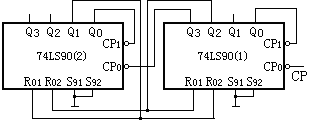 Q3 Q2 Q1 Q0 CP1
74LS90(2) CP0
R01 R02 S91 S92
Q3 Q2 Q1 Q0 CP1
74LS90(1) CP0 CP
R01 R02 S91 S92